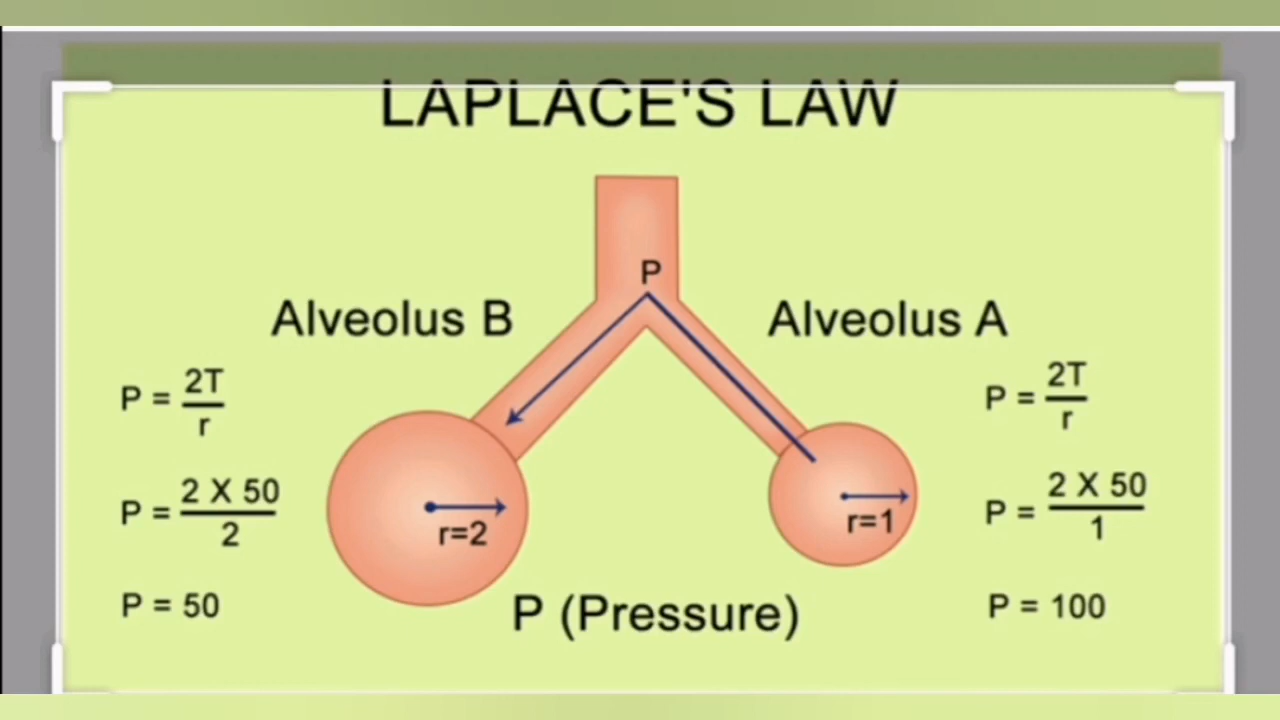 LAPLACE'S LAW
P
Alveolus B
Alveolus A
P = 2T
r
P = 2 X 50
2
P = 50
r=2
P = 2T
r
P = 2 X 50
1
P = 100
r=1
P (Pressure)